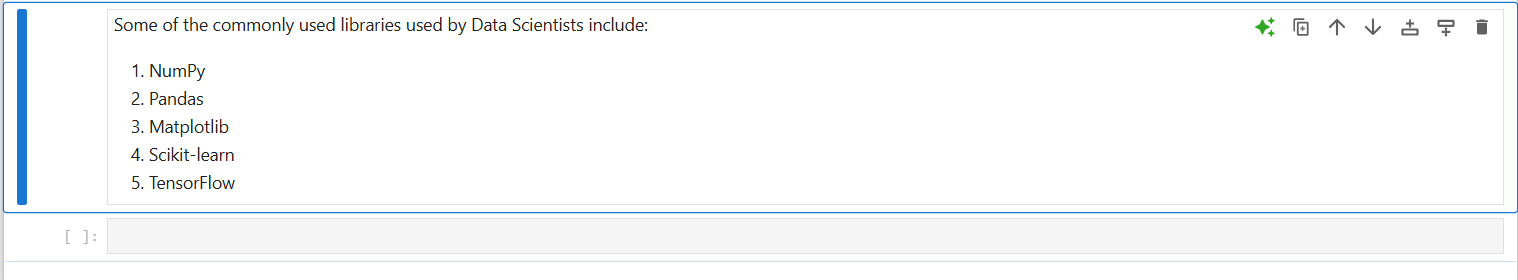 Some of the commonly used libraries used by Data Scientists include:
1. NumPy
2. Pandas
3. Matplotlib
4. Scikit-learn
5. TensorFlow
[ ]: